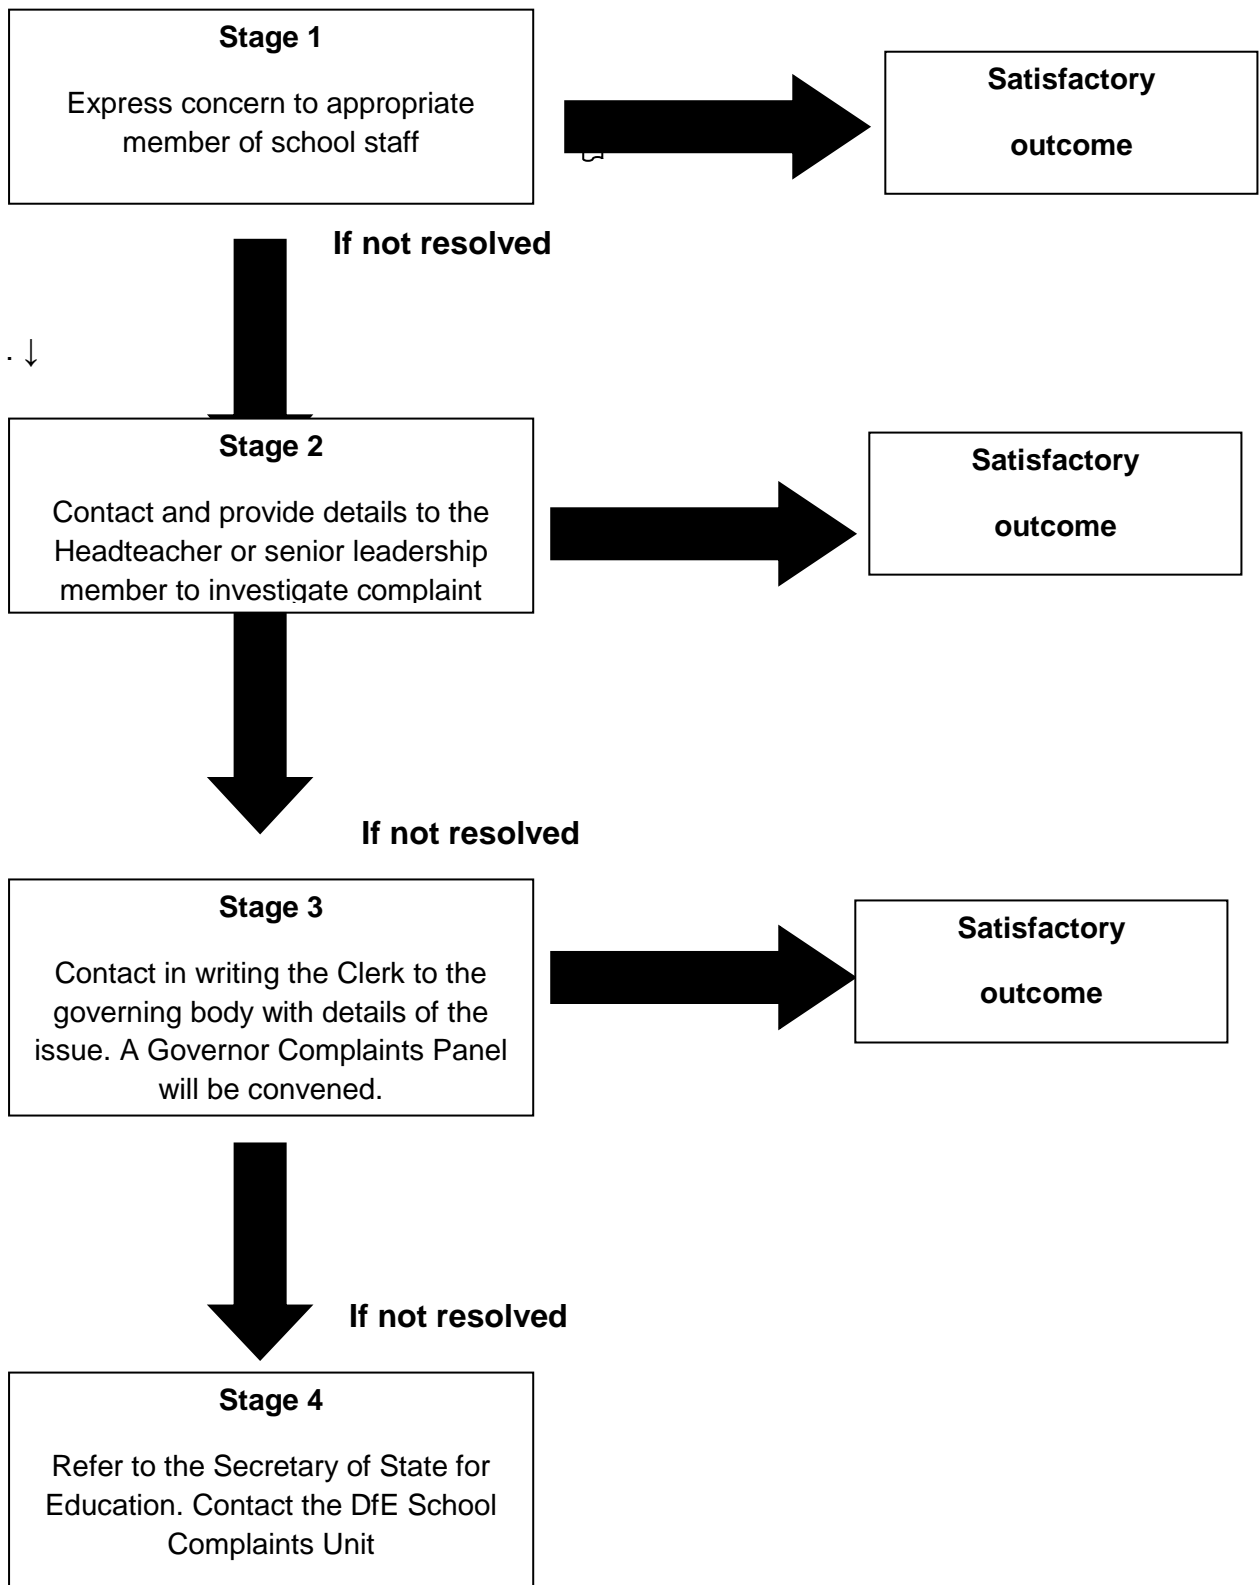 Stage 1
Express concern to appropriate
member of school staff
Satisfactory
outcome
If not resolved
. ↓
Stage 2
Contact and provide details to the
Headteacher or senior leadership
member to investigate complaint
Satisfactory
outcome
If not resolved
Stage 3
Contact in writing the Clerk to the
governing body with details of the
issue. A Governor Complaints Panel
will be convened.
Satisfactory
outcome
If not resolved
Stage 4
Refer to the Secretary of State for
Education. Contact the DfE School
Complaints Unit